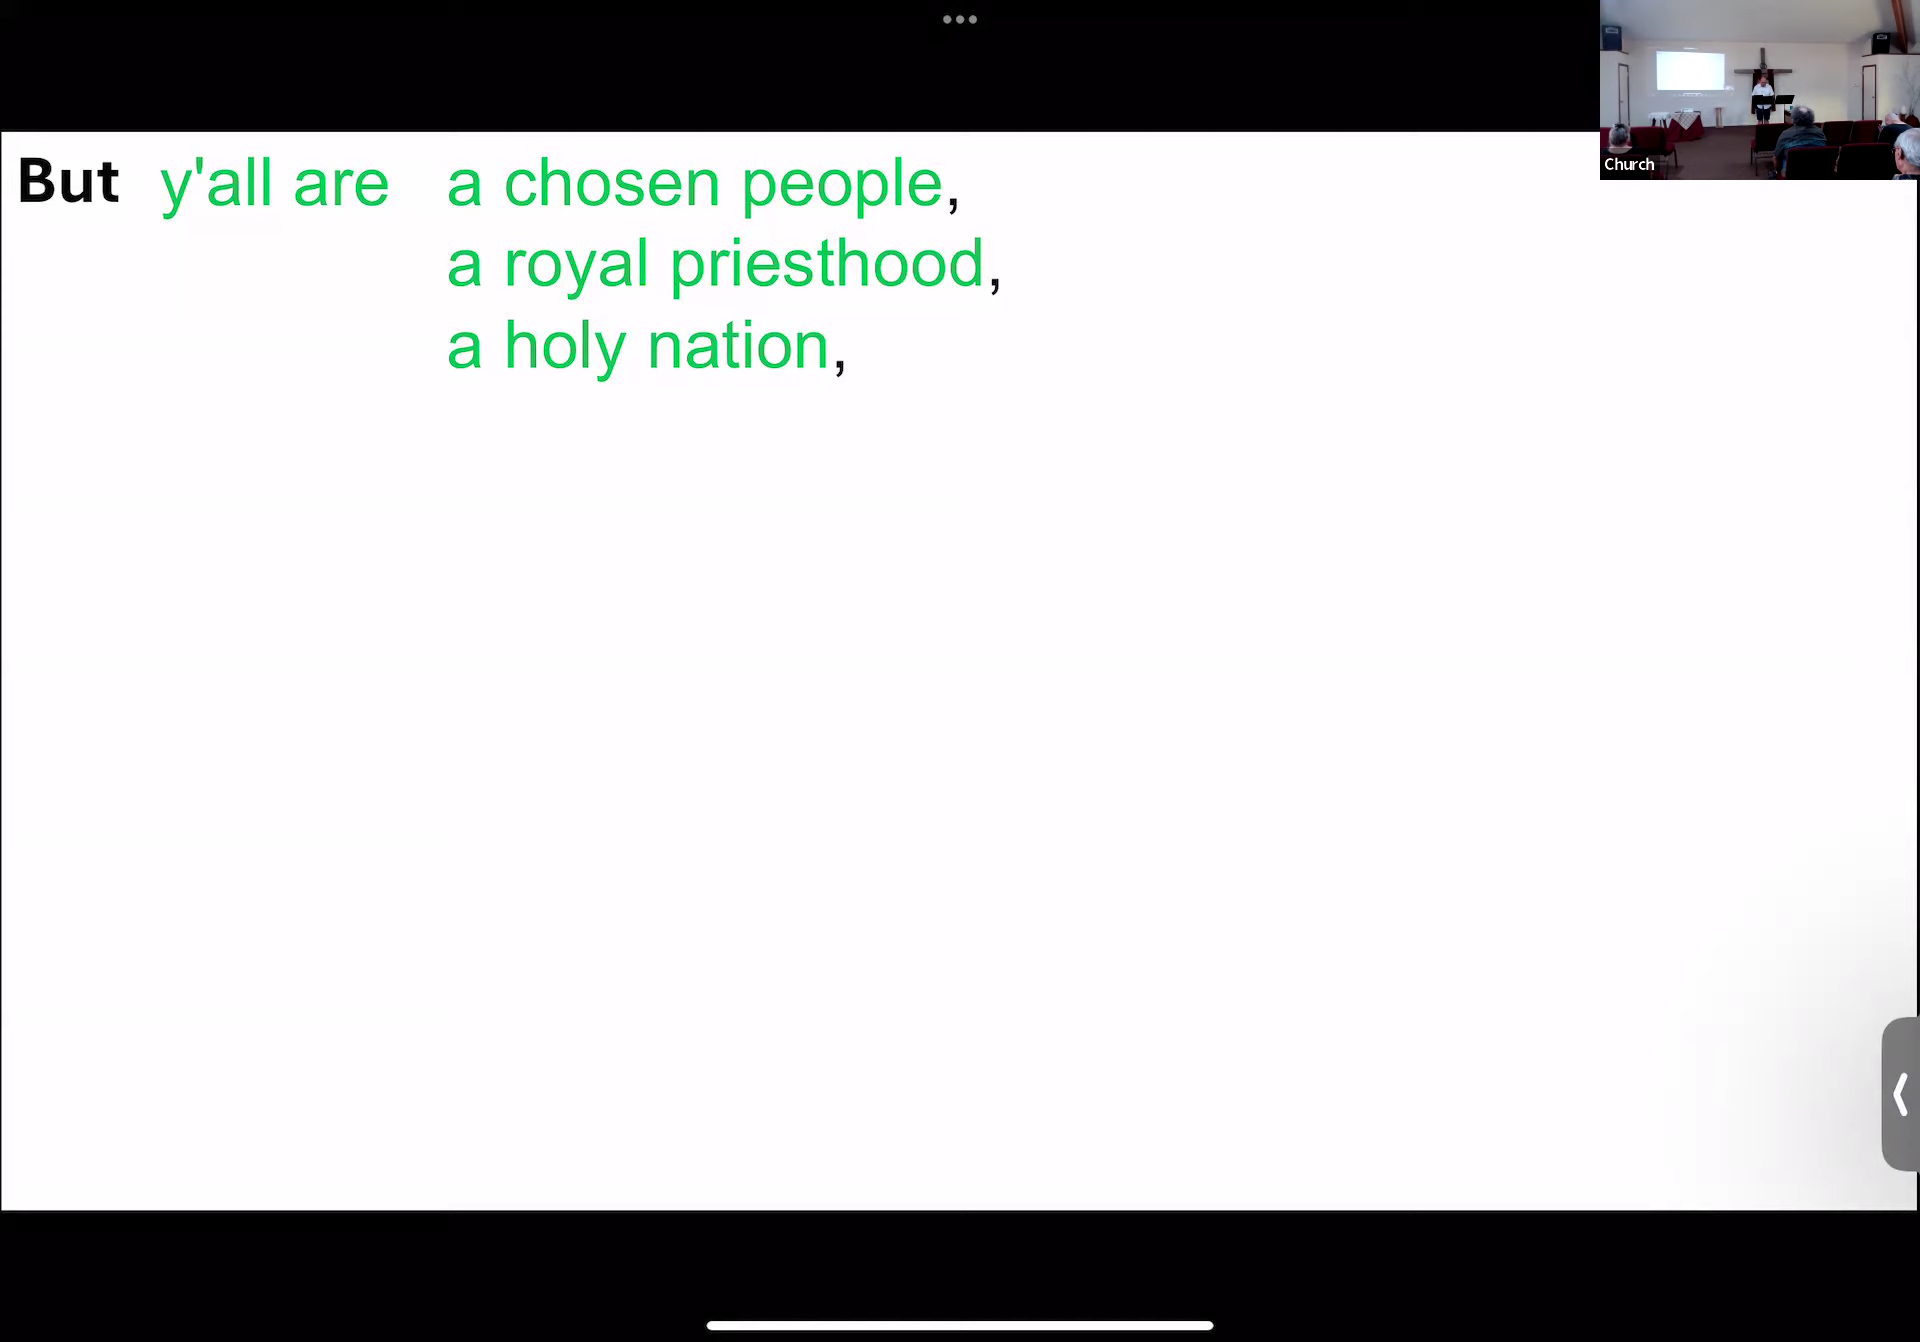 But y'all are a chosen people,
a royal priesthood,
a holy nation,
Church